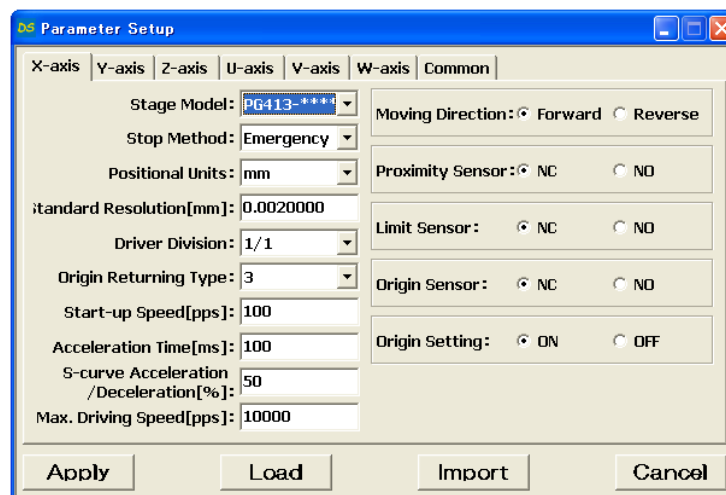 DS Parameter Setup
X-axis Y-axis Z-axis U-axis V-axis W-axis Common
Stage Model: PG413-****
Stop Method: Emergency
Positional Units: mm
tandard Resolution[mm]: 0.0020000
Driver Division: 1/1
Origin Returning Type: 3
Start-up Speed[pps]: 100
Acceleration Time[ms]: 100
S-curve Acceleration
/Deceleration[%]: 50
Max. Driving Speed[pps]: 10000
Moving Direction: Forward Reverse
Proximity Sensor: NC NO
Limit Sensor: NC NO
Origin Sensor: NC NO
Origin Setting: ON OFF
Apply Load Import Cancel